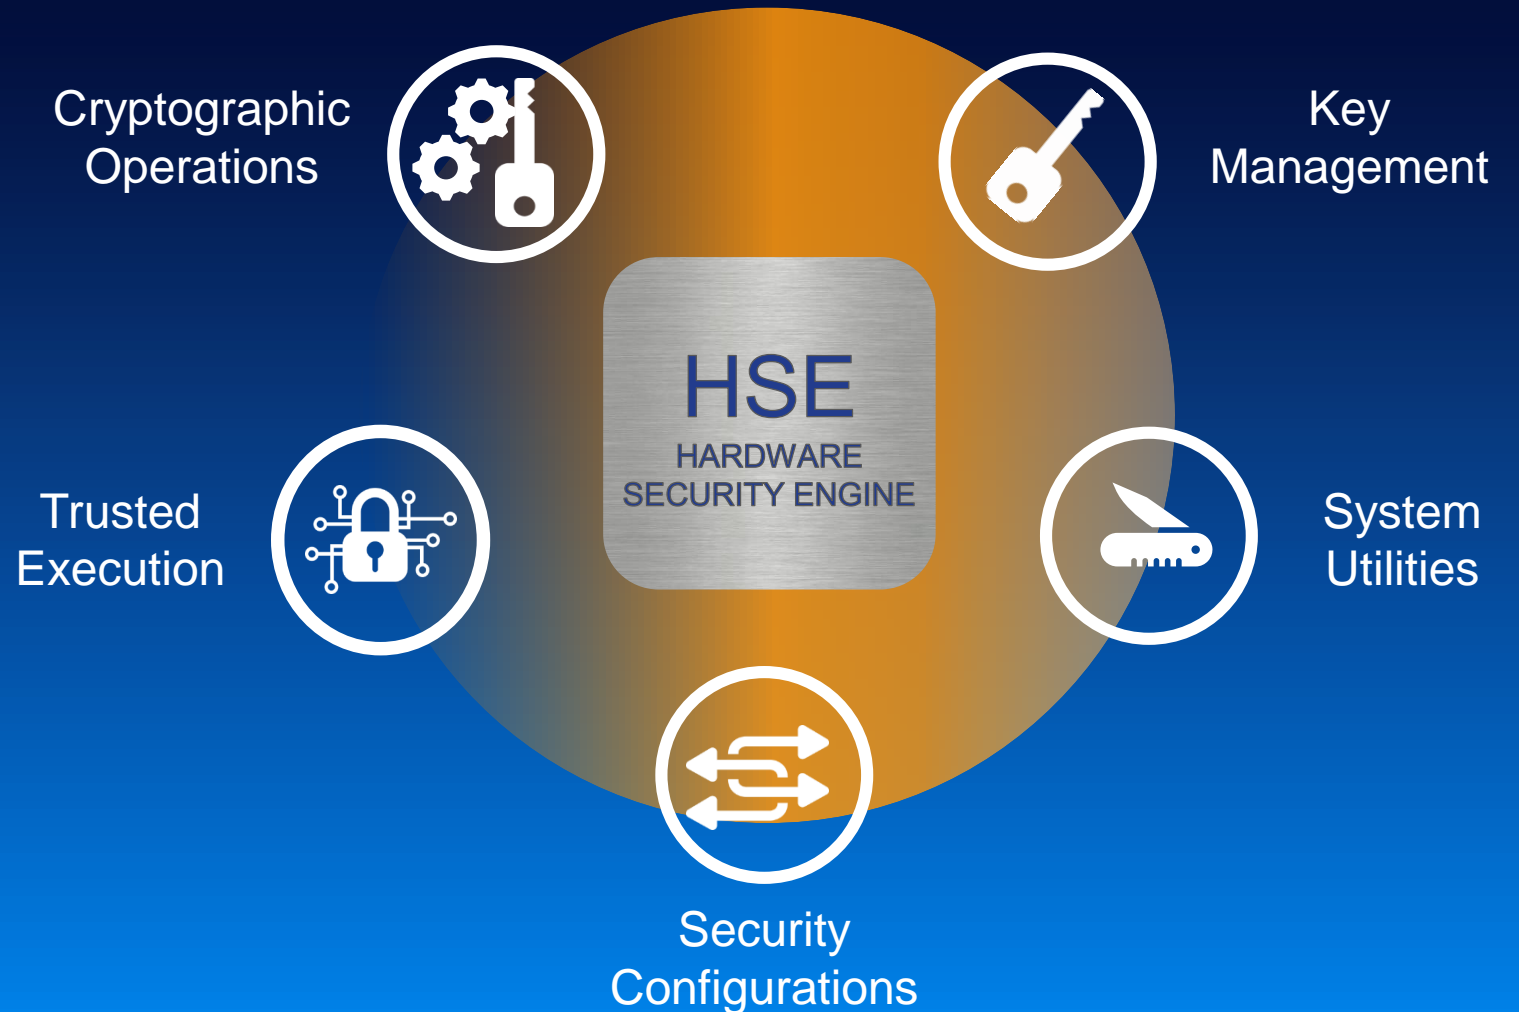 Cryptographic
Operations
Key
Management
HSE
HARDWARE
SECURITY ENGINE
Trusted
Execution
System
Utilities
Security
Configurations